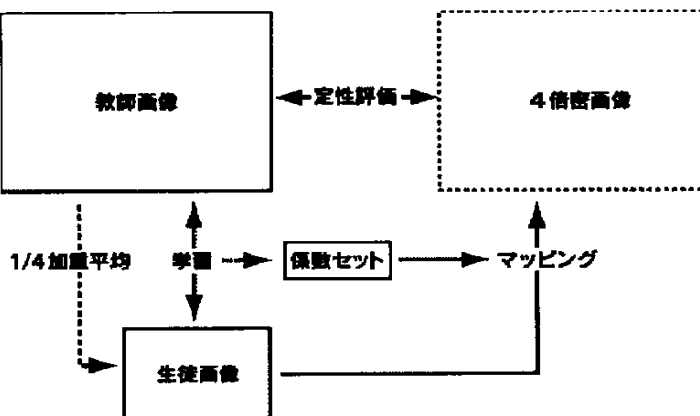 教師画像
定性評価
4倍密画像
1/4加重平均
学習
係数セット
マッピング
生徒画像